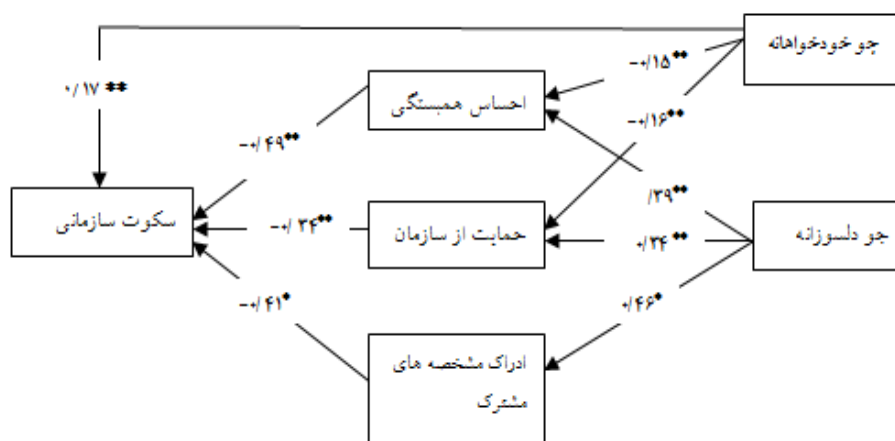 جو خودخواهانه
-۰/۱۵**
۰/۱۷ **
احساس همبستگی
-۰/۱۶**
-۰/۴۹**
/۳۹**
سکوت سازمانی
-۰/۳۴**
حمایت از سازمان
۰/۳۴ **
جو دلسوزانه
-۰/۴۱*
۰/۴۶*
ادراک مشخصه های
مشترک